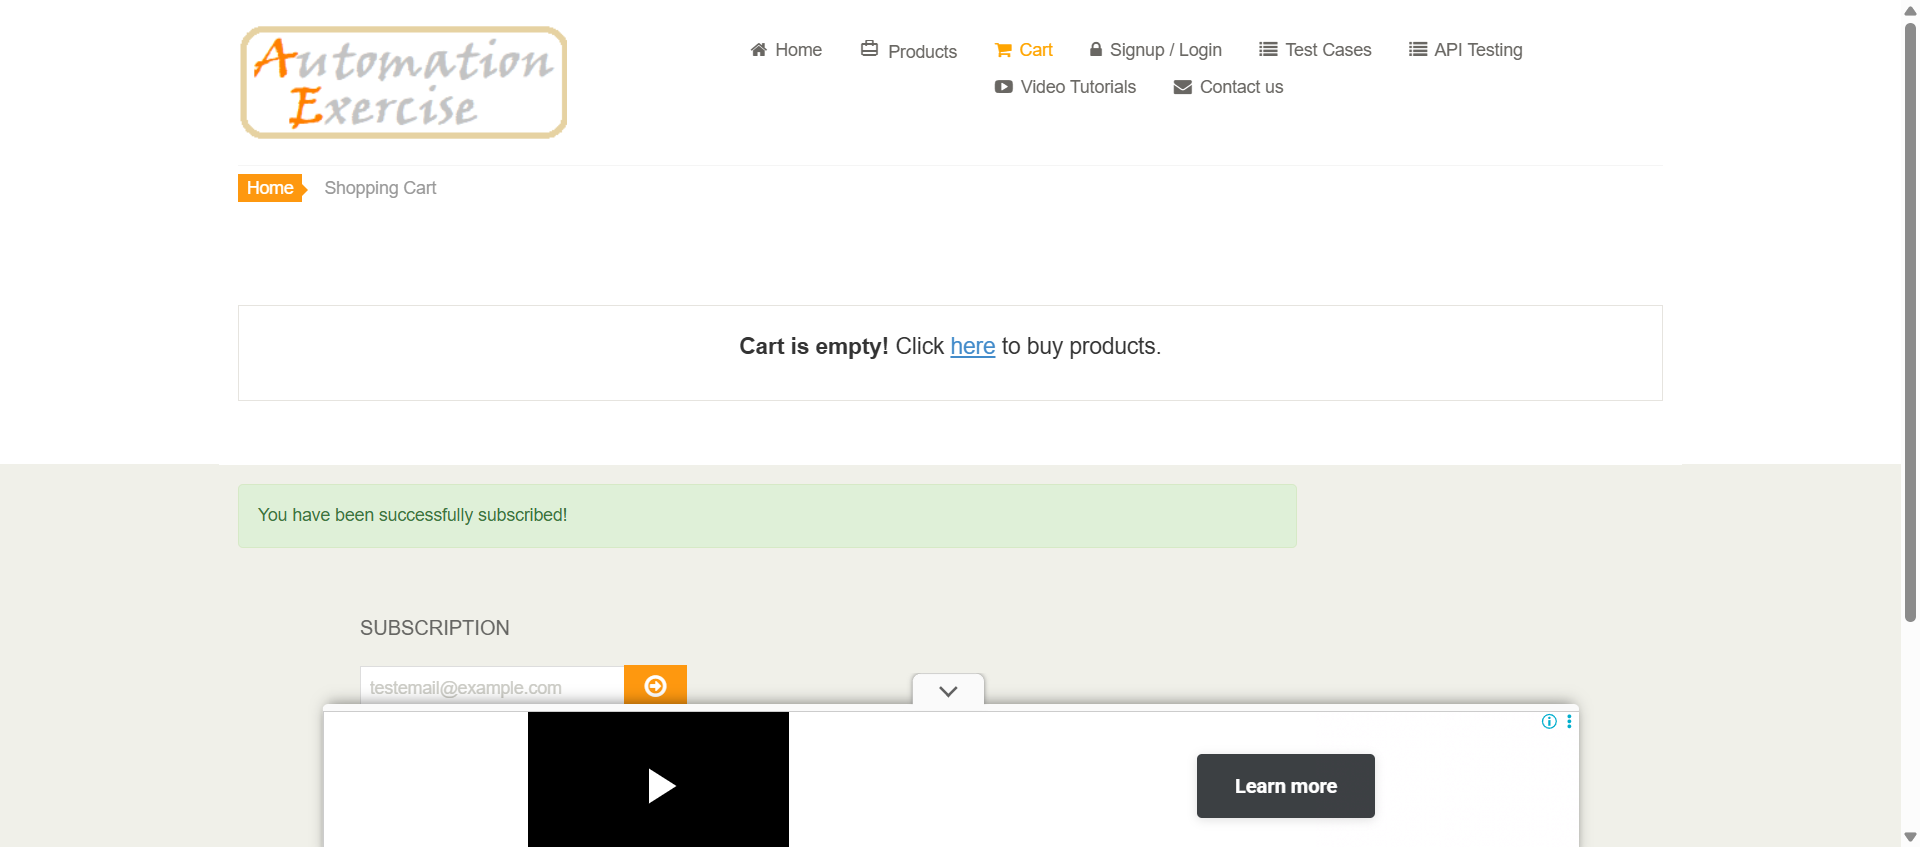 Automation
Exercise
Home Products Cart Signup / Login Test Cases API Testing
Video Tutorials Contact us
Home Shopping Cart
Cart is empty! Click here to buy products.
You have been successfully subscribed!
SUBSCRIPTION
testemail@example.com
Learn more